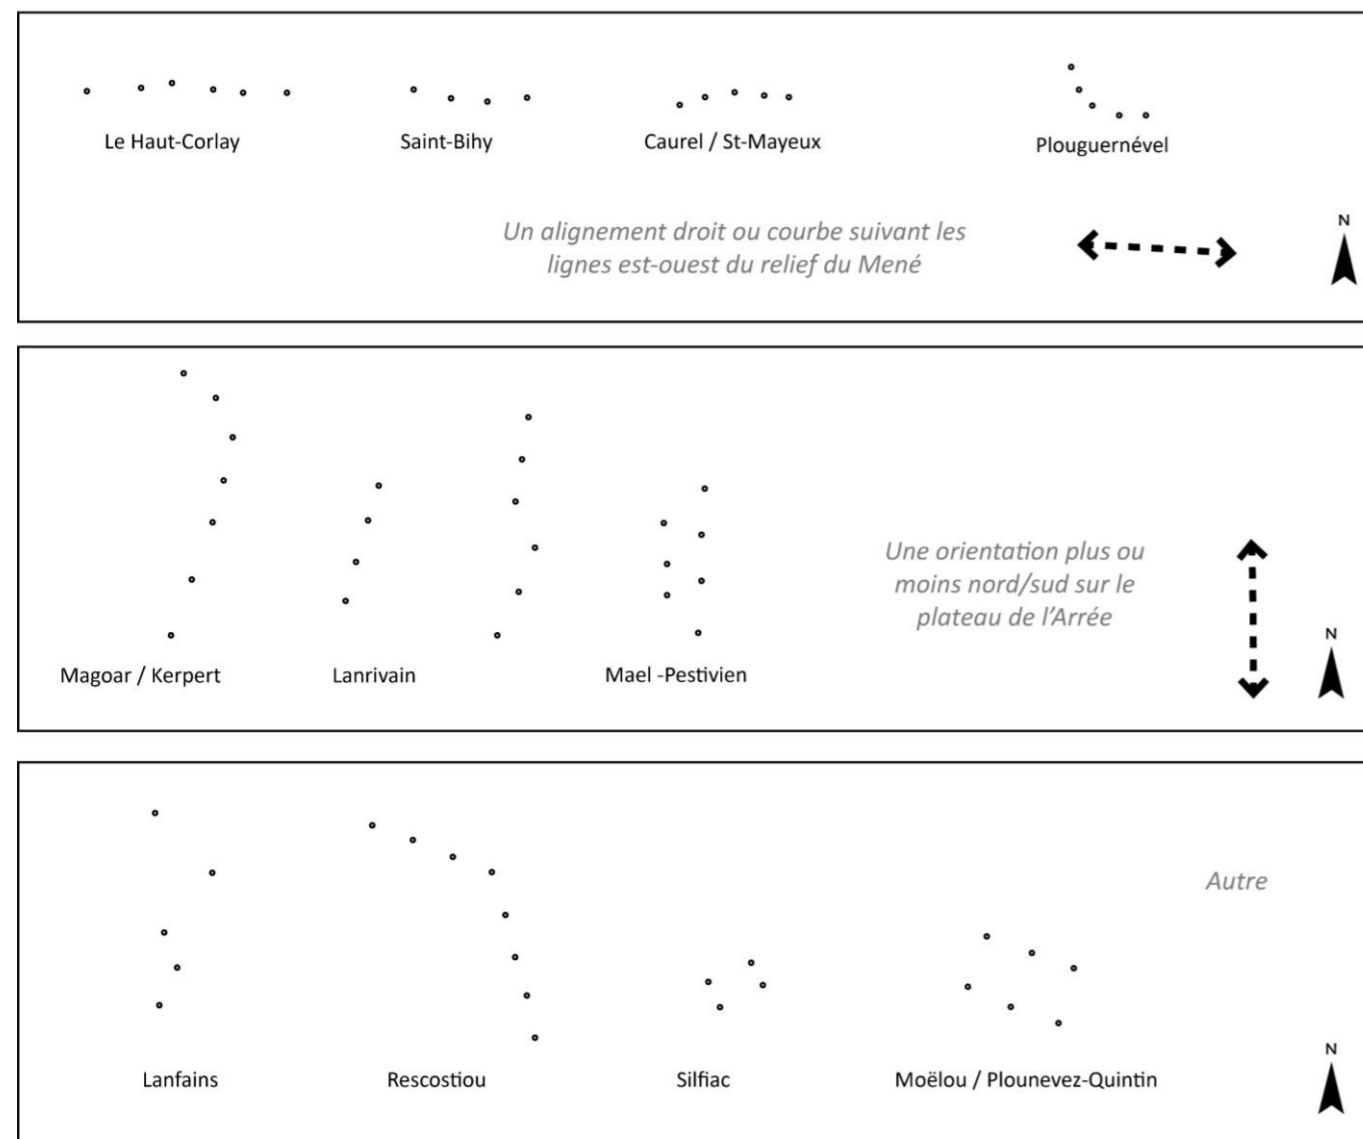 Le Haut-Corlay
Saint-Bihy
Caurel / St-Mayeux
Plouguernével
Un alignement droit ou courbe suivant les
lignes est-ouest du relief du Mené
N
Magoar / Kerpert
Lanrivain
Mael -Pestivien
Une orientation plus ou
moins nord/sud sur le
plateau de l'Arrée
N
Autre
Lanfains
Rescostiou
Silfiac
Moëlou / Plounevez-Quintin
N